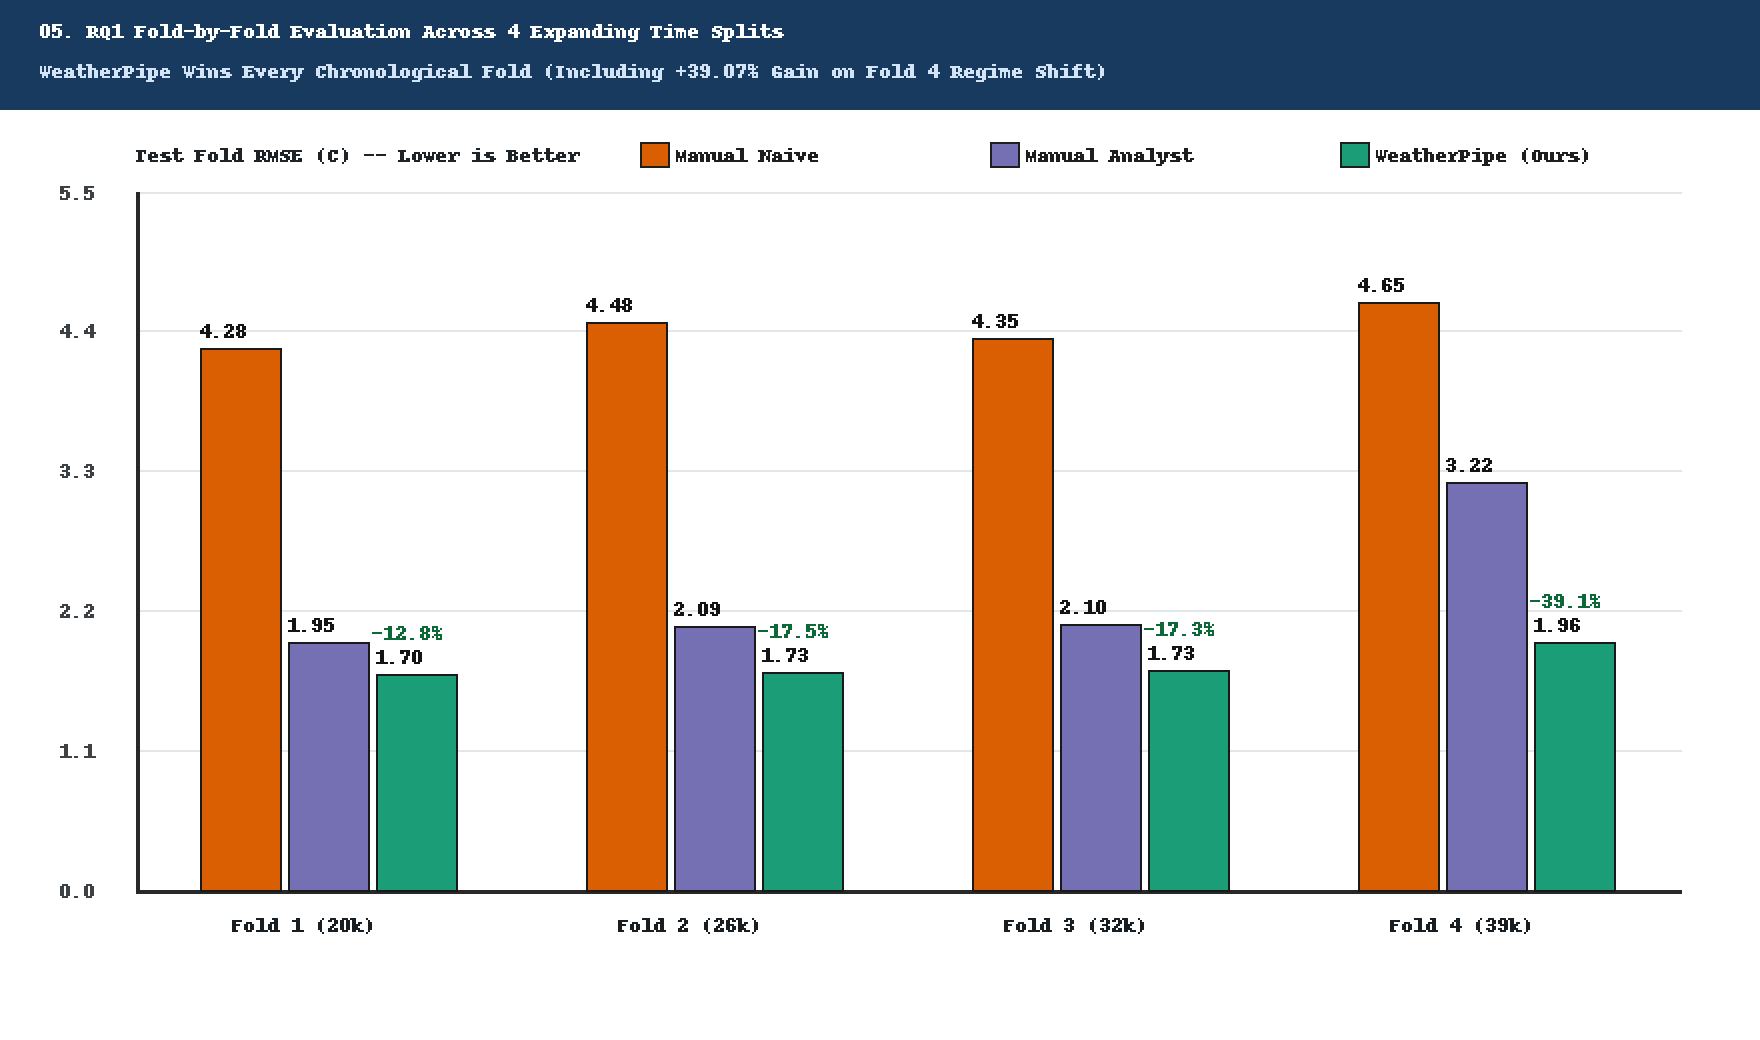 05. RQ1 Fold-by-Fold Evaluation Across 4 Expanding Time Splits
WeatherPipe Wins Every Chronological Fold (Including +39.07% Gain on Fold 4 Regime Shift)
Test Fold RMSE (C) -- Lower is Better
Manual Naive
Manual Analyst
WeatherPipe (Ours)
5.5
4.4
3.3
2.2
1.1
0.0
4.28
1.95
-12.8%
1.70
4.48
2.09
-17.5%
1.73
4.35
2.10
-17.3%
1.73
4.65
3.22
-39.1%
1.96
Fold 1 (20k)
Fold 2 (26k)
Fold 3 (32k)
Fold 4 (39k)